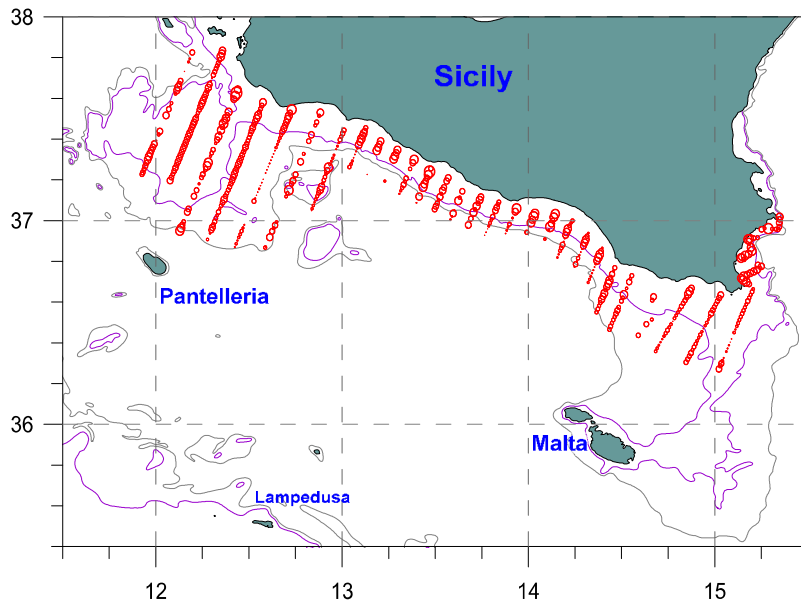 38
Sicily
37
Pantelleria
36
Malta
Lampedusa
12 13 14 15